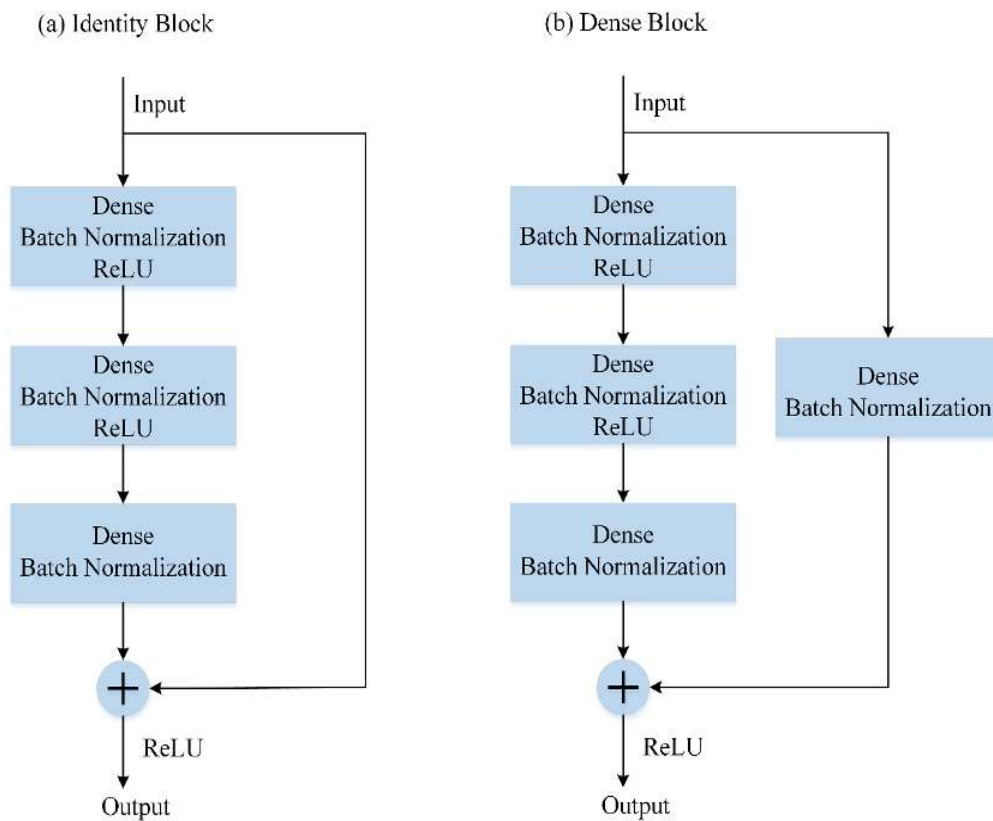 (a) Identity Block
Input
Dense
Batch Normalization
ReLU
Dense
Batch Normalization
ReLU
Dense
Batch Normalization
+
ReLU
Output
(b) Dense Block
Input
Dense
Batch Normalization
ReLU
Dense
Batch Normalization
ReLU
Dense
Batch Normalization
Dense
Batch Normalization
+
ReLU
Output